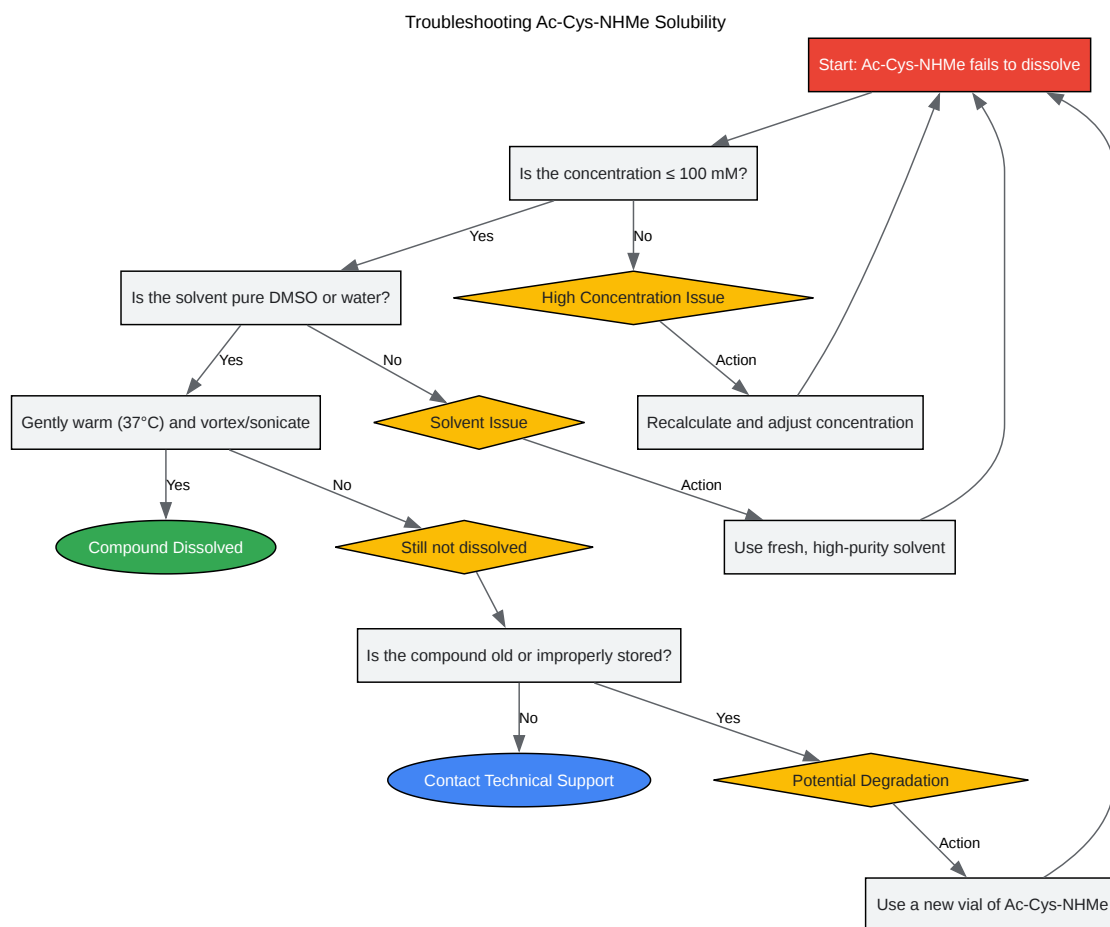 Troubleshooting Ac-Cys-NHMe Solubility
Start: Ac-Cys-NHMe fails to dissolve
Is the concentration ≤ 100 mM?
Yes
No
Is the solvent pure DMSO or water?
High Concentration Issue
Yes
No
Action
Gently warm (37°C) and vortex/sonicate
Solvent Issue
Recalculate and adjust concentration
Yes
No
Action
Compound Dissolved
Still not dissolved
Use fresh, high-purity solvent
Is the compound old or improperly stored?
No
Yes
Contact Technical Support
Potential Degradation
Action
Use a new vial of Ac-Cys-NHMe